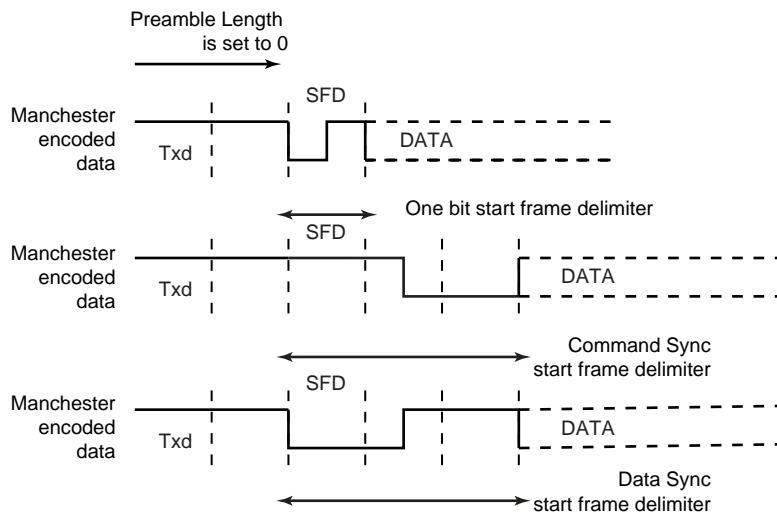 Preamble Length
is set to 0
SFD
Manchester
encoded
data
Txd
DATA
One bit start frame delimiter
SFD
Manchester
encoded
data
Txd
DATA
Command Sync
start frame delimiter
SFD
Manchester
encoded
data
Txd
DATA
Data Sync
start frame delimiter